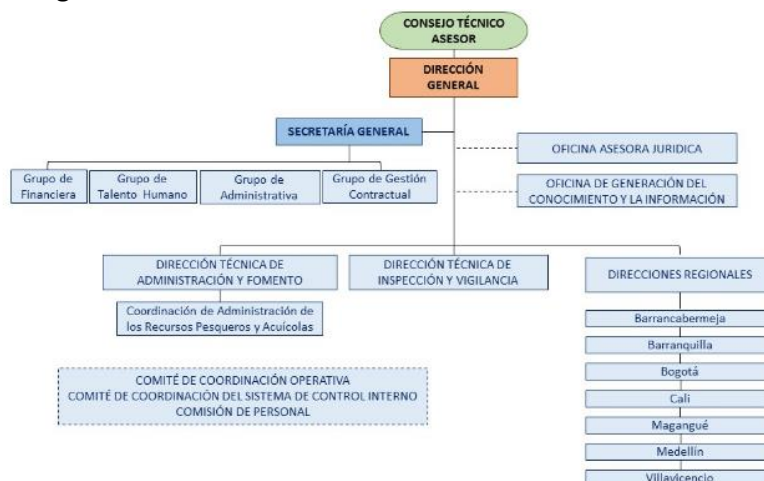 CONSEJO TÉCNICO
ASESOR
DIRECCIÓN
GENERAL
SECRETARÍA GENERAL
OFICINA ASESORA JURIDICA
Grupo de
Financiera
Grupo de
Talento Humano
Grupo de
Administrativa
Grupo de Gestión
Contractual
OFICINA DE GENERACIÓN DEL
CONOCIMIENTO Y LA INFORMACIÓN
DIRECCIÓN TÉCNICA DE
ADMINISTRACIÓN Y FOMENTO
DIRECCIÓN TÉCNICA DE
INSPECCIÓN Y VIGILANCIA
DIRECCIONES REGIONALES
Coordinación de Administración de
los Recursos Pesqueros y Acuícolas
Barrancabermeja
Barranquilla
Bogotá
Cali
Magangué
Medellín
Villavicencio
COMITÉ DE COORDINACIÓN OPERATIVA
COMITÉ DE COORDINACIÓN DEL SISTEMA DE CONTROL INTERNO
COMISIÓN DE PERSONAL